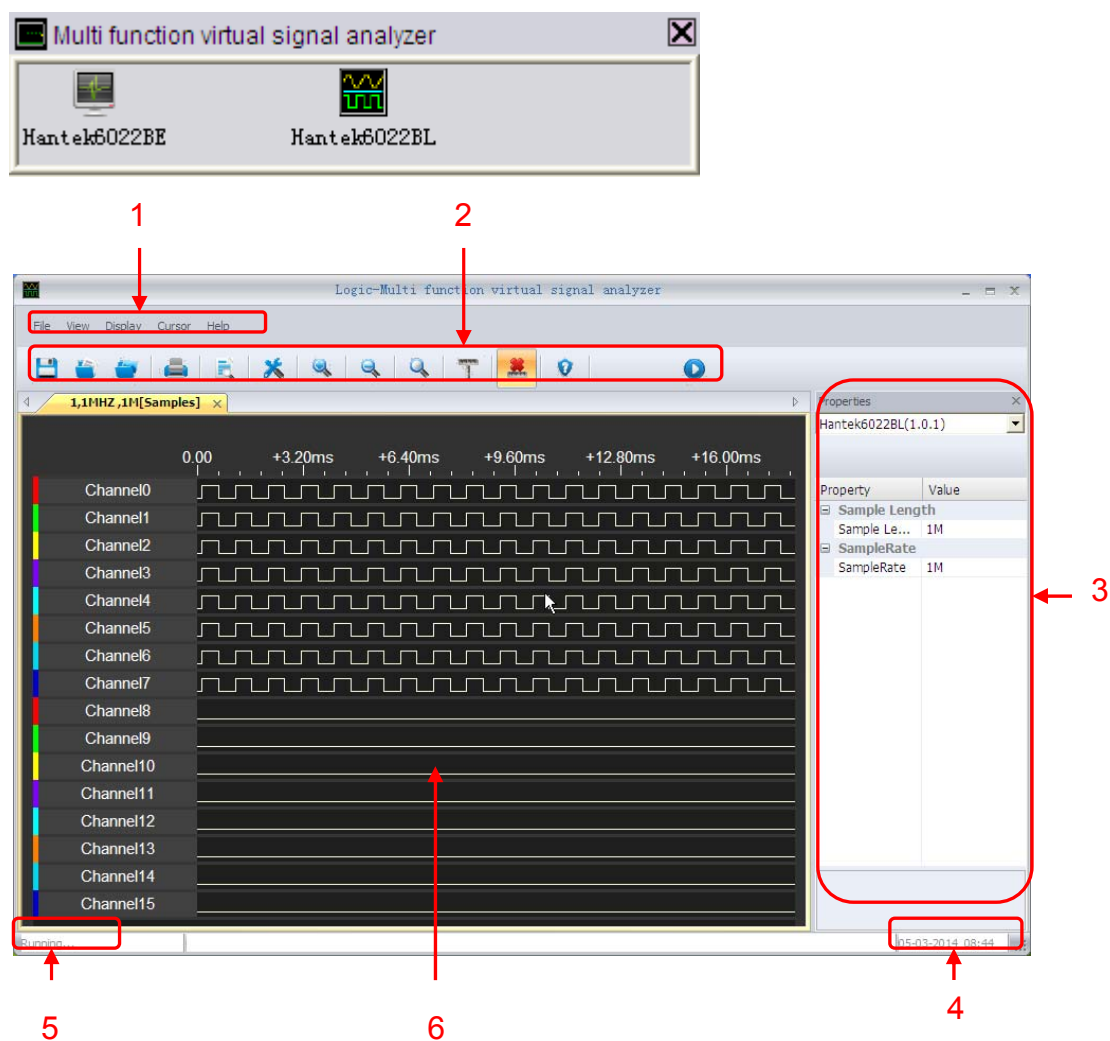 Multi function virtual signal analyzer
Hantek6022BE Hantek6022BL
1 2
Logic-Multi function virtual signal analyzer
File View Display Cursor Help
1,1MHZ ,1M[Samples]
Properties
Hantek6022BL(1.0.1)
0.00 +3.20ms +6.40ms +9.60ms +12.80ms +16.00ms
Property Value
Sample Length
Sample Le... 1M
SampleRate
SampleRate 1M
Channel0
Channel1
Channel2
Channel3
Channel4
Channel5
Channel6
Channel7
Channel8
Channel9
Channel10
Channel11
Channel12
Channel13
Channel14
Channel15
3
Running...
05-03-2014 08:44
5 6 4